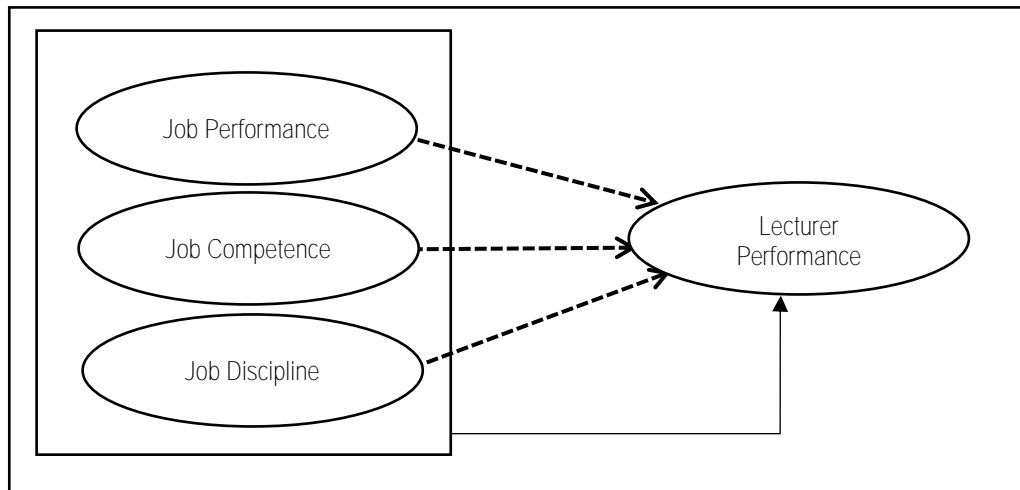 Job Performance
Job Competence
Job Discipline
Lecturer
Performance